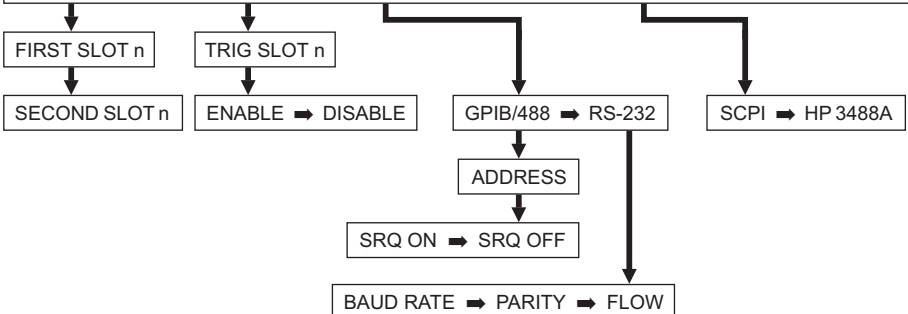 FIRST SLOT n
TRIG SLOT n
SECOND SLOT n
ENABLE ➡ DISABLE
GPIB/488 ➡ RS-232
SCPI ➡ HP 3488A
ADDRESS
SRQ ON ➡ SRQ OFF
BAUD RATE ➡ PARITY ➡ FLOW